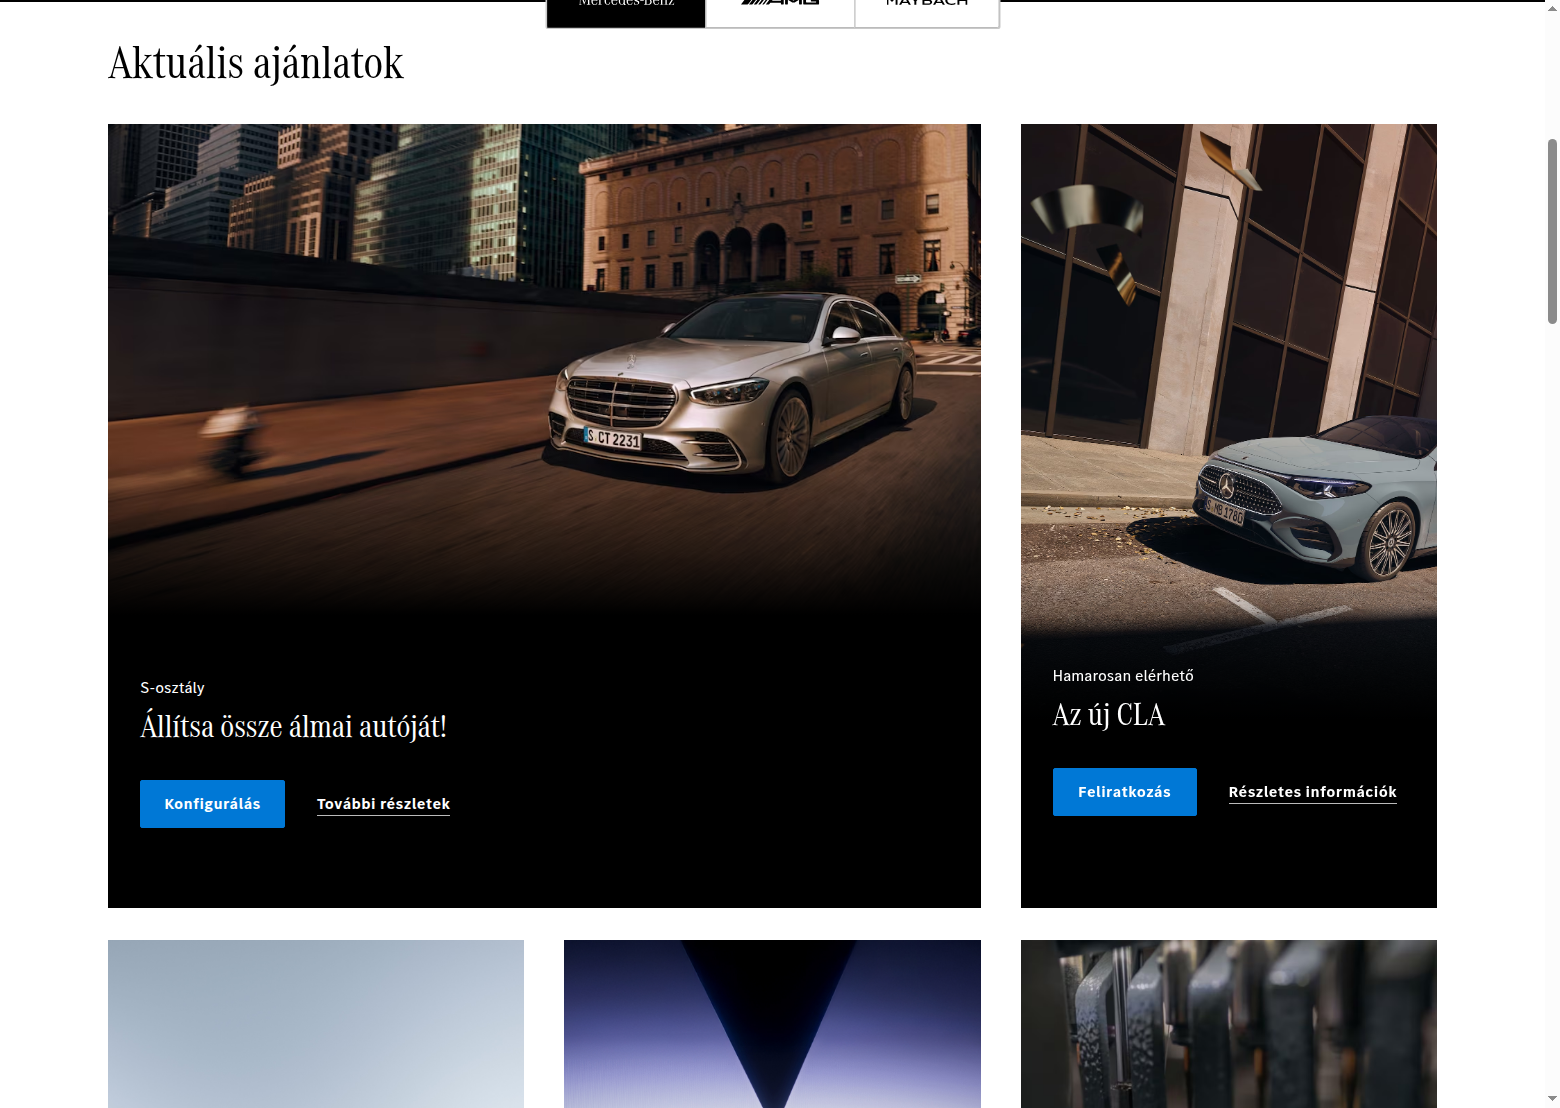 Mercedes-Benz
AMG
MAYBACH
Aktuális ajánlatok
S CT 2231
S MB 1780
S-osztály
Állítsa össze álmai autóját!
Konfigurálás
További részletek
Hamarosan elérhető
Az új CLA
Feliratkozás
Részletes információk